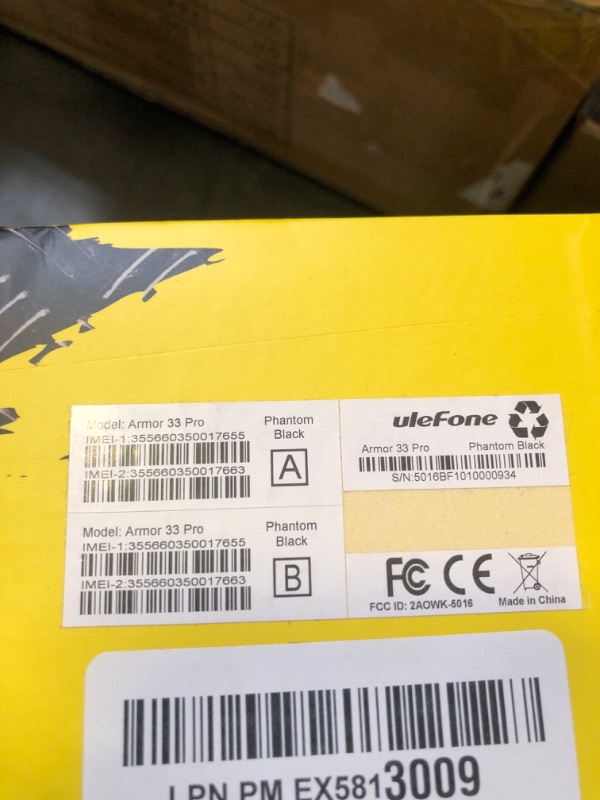 Model: Armor 33 Pro
IMEI-1:355660350017655
IMEI-2:355660350017663
Phantom
Black
A
Model: Armor 33 Pro
IMEI-1:355660350017655
IMEI-2:355660350017663
Phantom
Black
B
uleFone
Armor 33 Pro Phantom Black
S/N:5016BF1010000934
FC CE
FCC ID: 2AOWK-5016 Made in China
LPN PM EX5813009